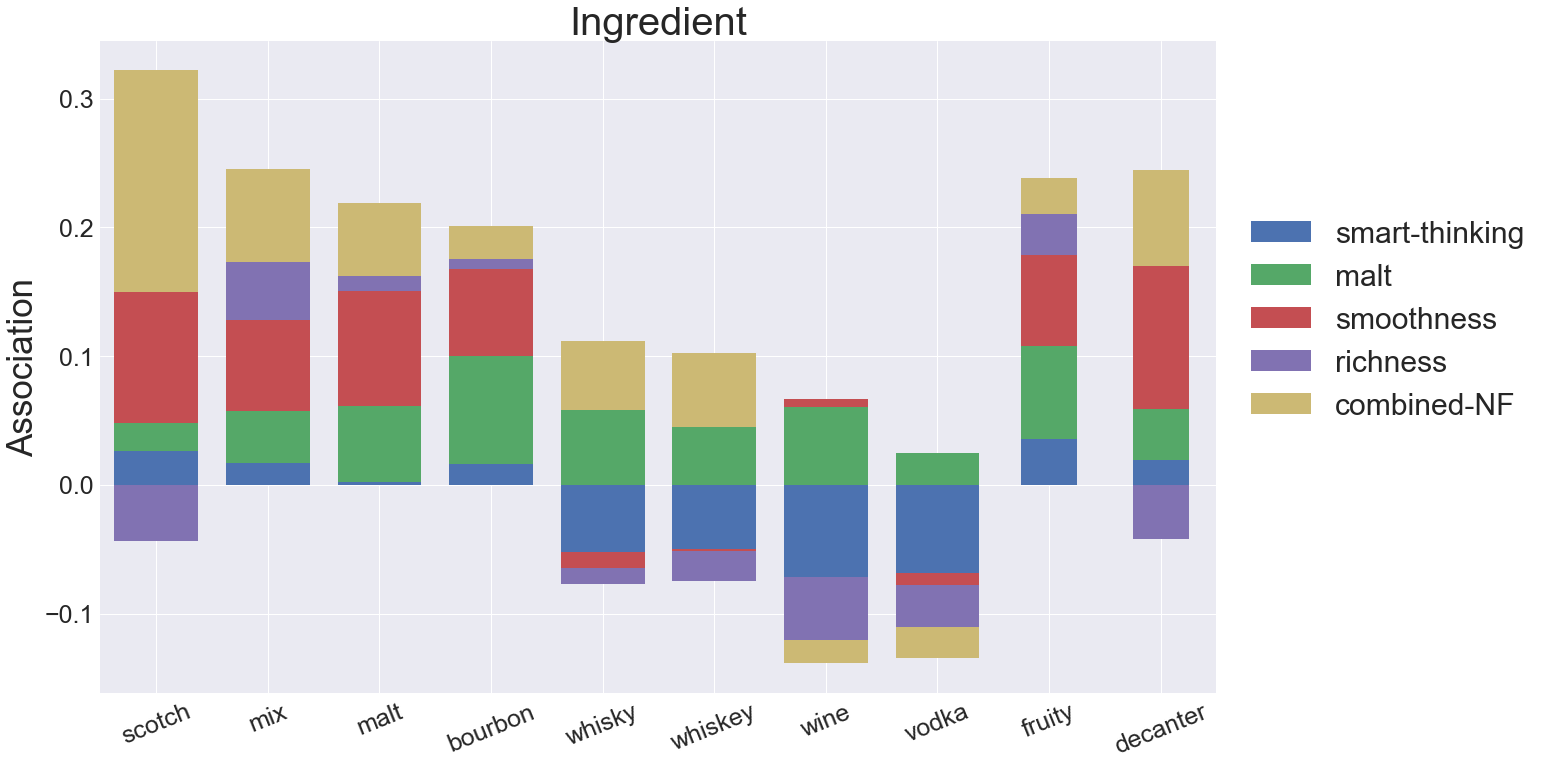 Ingredient
Association
0.3
0.2
0.1
0.0
−0.1
scotch
mix
malt
bourbon
whisky
whiskey
wine
vodka
fruity
decanter
smart-thinking
malt
smoothness
richness
combined-NF